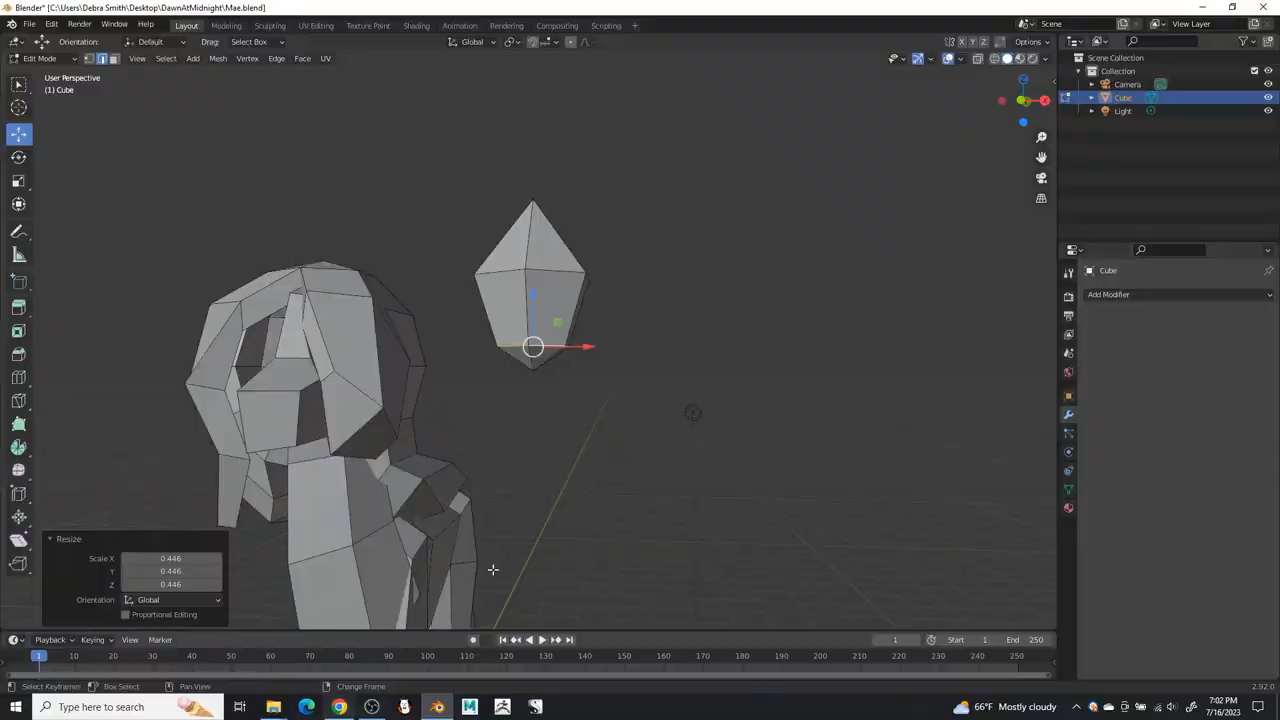 Blender* [C:\Users\Debra Smith\Desktop\DawnAtMidnight\Mae.blend]
File Edit Render Window Help Layout Modeling Sculpting UV Editing Texture Paint Shading Animation Rendering Compositing Scripting + Scene View Layer
Orientation: Default Drag: Select Box Global X Y Z Options
Edit Mode View Select Add Mesh Vertex Edge Face UV
User Perspective
(1) Cube
Scene Collection
Collection
Camera
Cube
Light
Z
X
Cube
Add Modifier
Resize
Scale X 0.446
Y 0.446
Z 0.446
Orientation: Global
Proportional Editing
Playback Keying View Marker 1 Start 1 End 250
1 10 20 30 40 50 60 70 80 90 100 110 120 130 140 150 160 170 180 190 200 210 220 230 240 250
Select Keyframes Box Select Pan View Change Frame 2.92.0
Type here to search 66°F Mostly cloudy 7:02 PM
7/16/2023